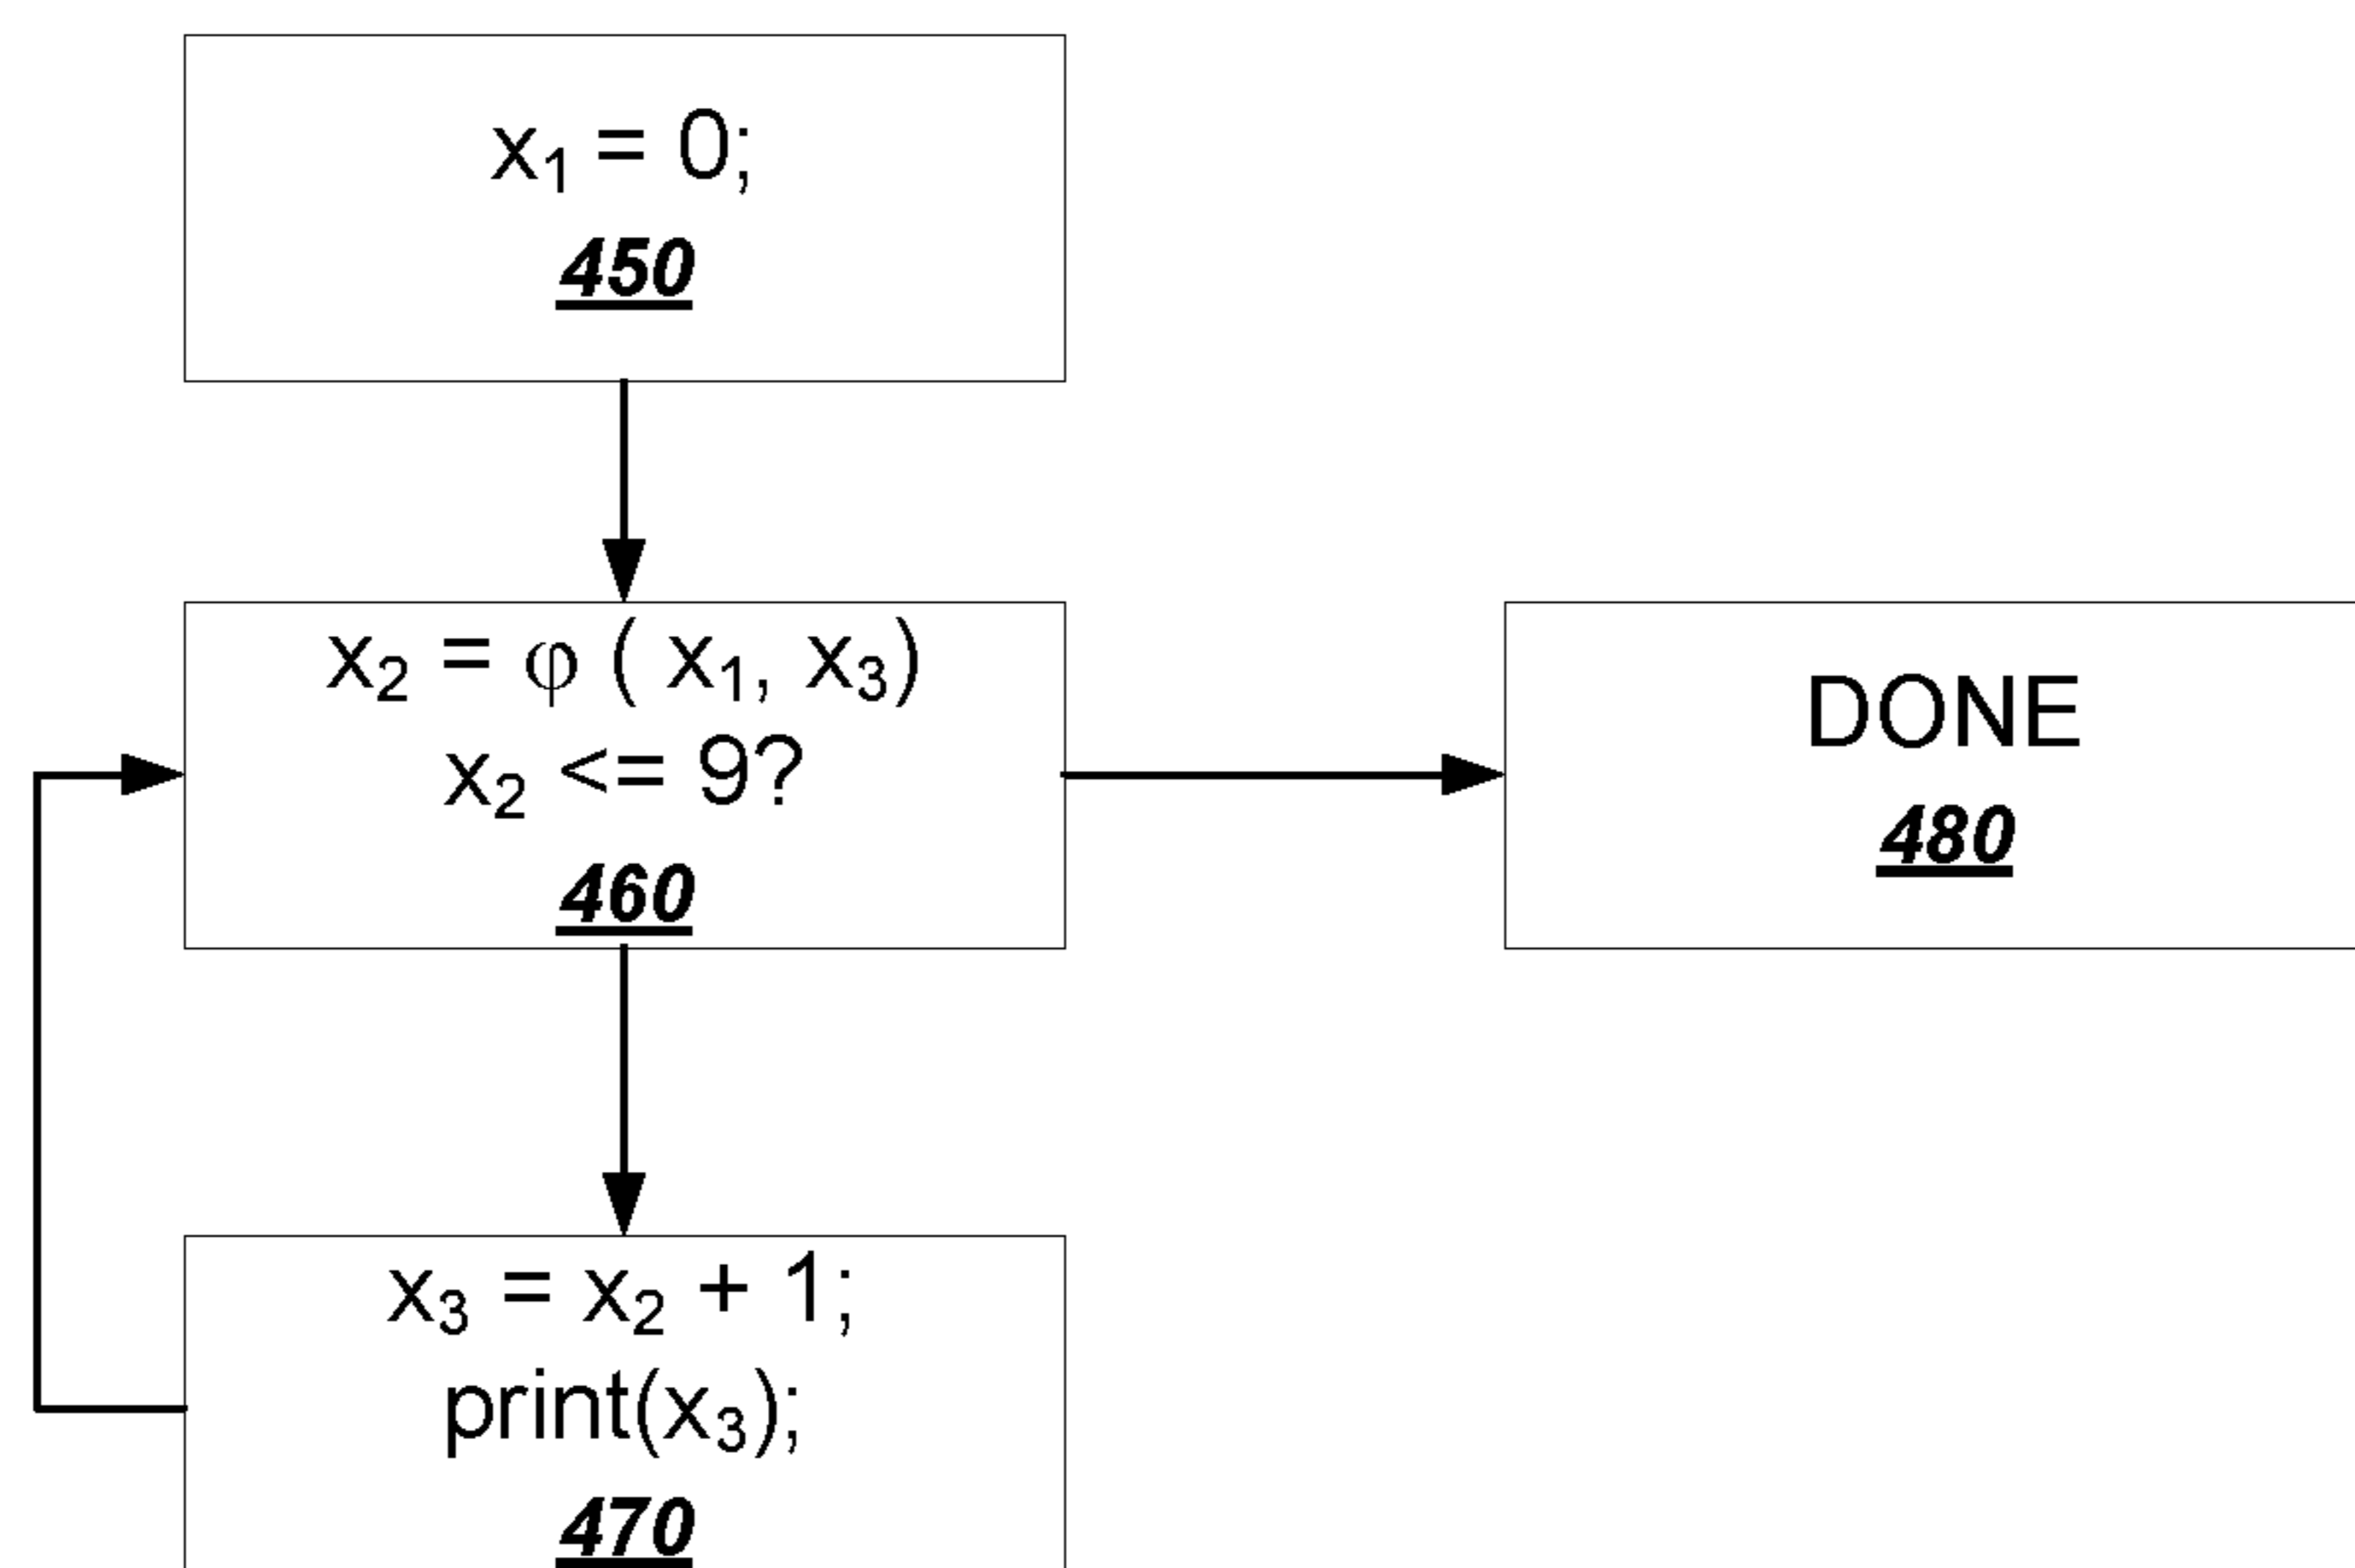 x₁ = 0;
450
x₂ = φ ( x₁, x₃)
x₂ <= 9?
460
DONE
480
x₃ = x₂ + 1;
print(x₃);
470